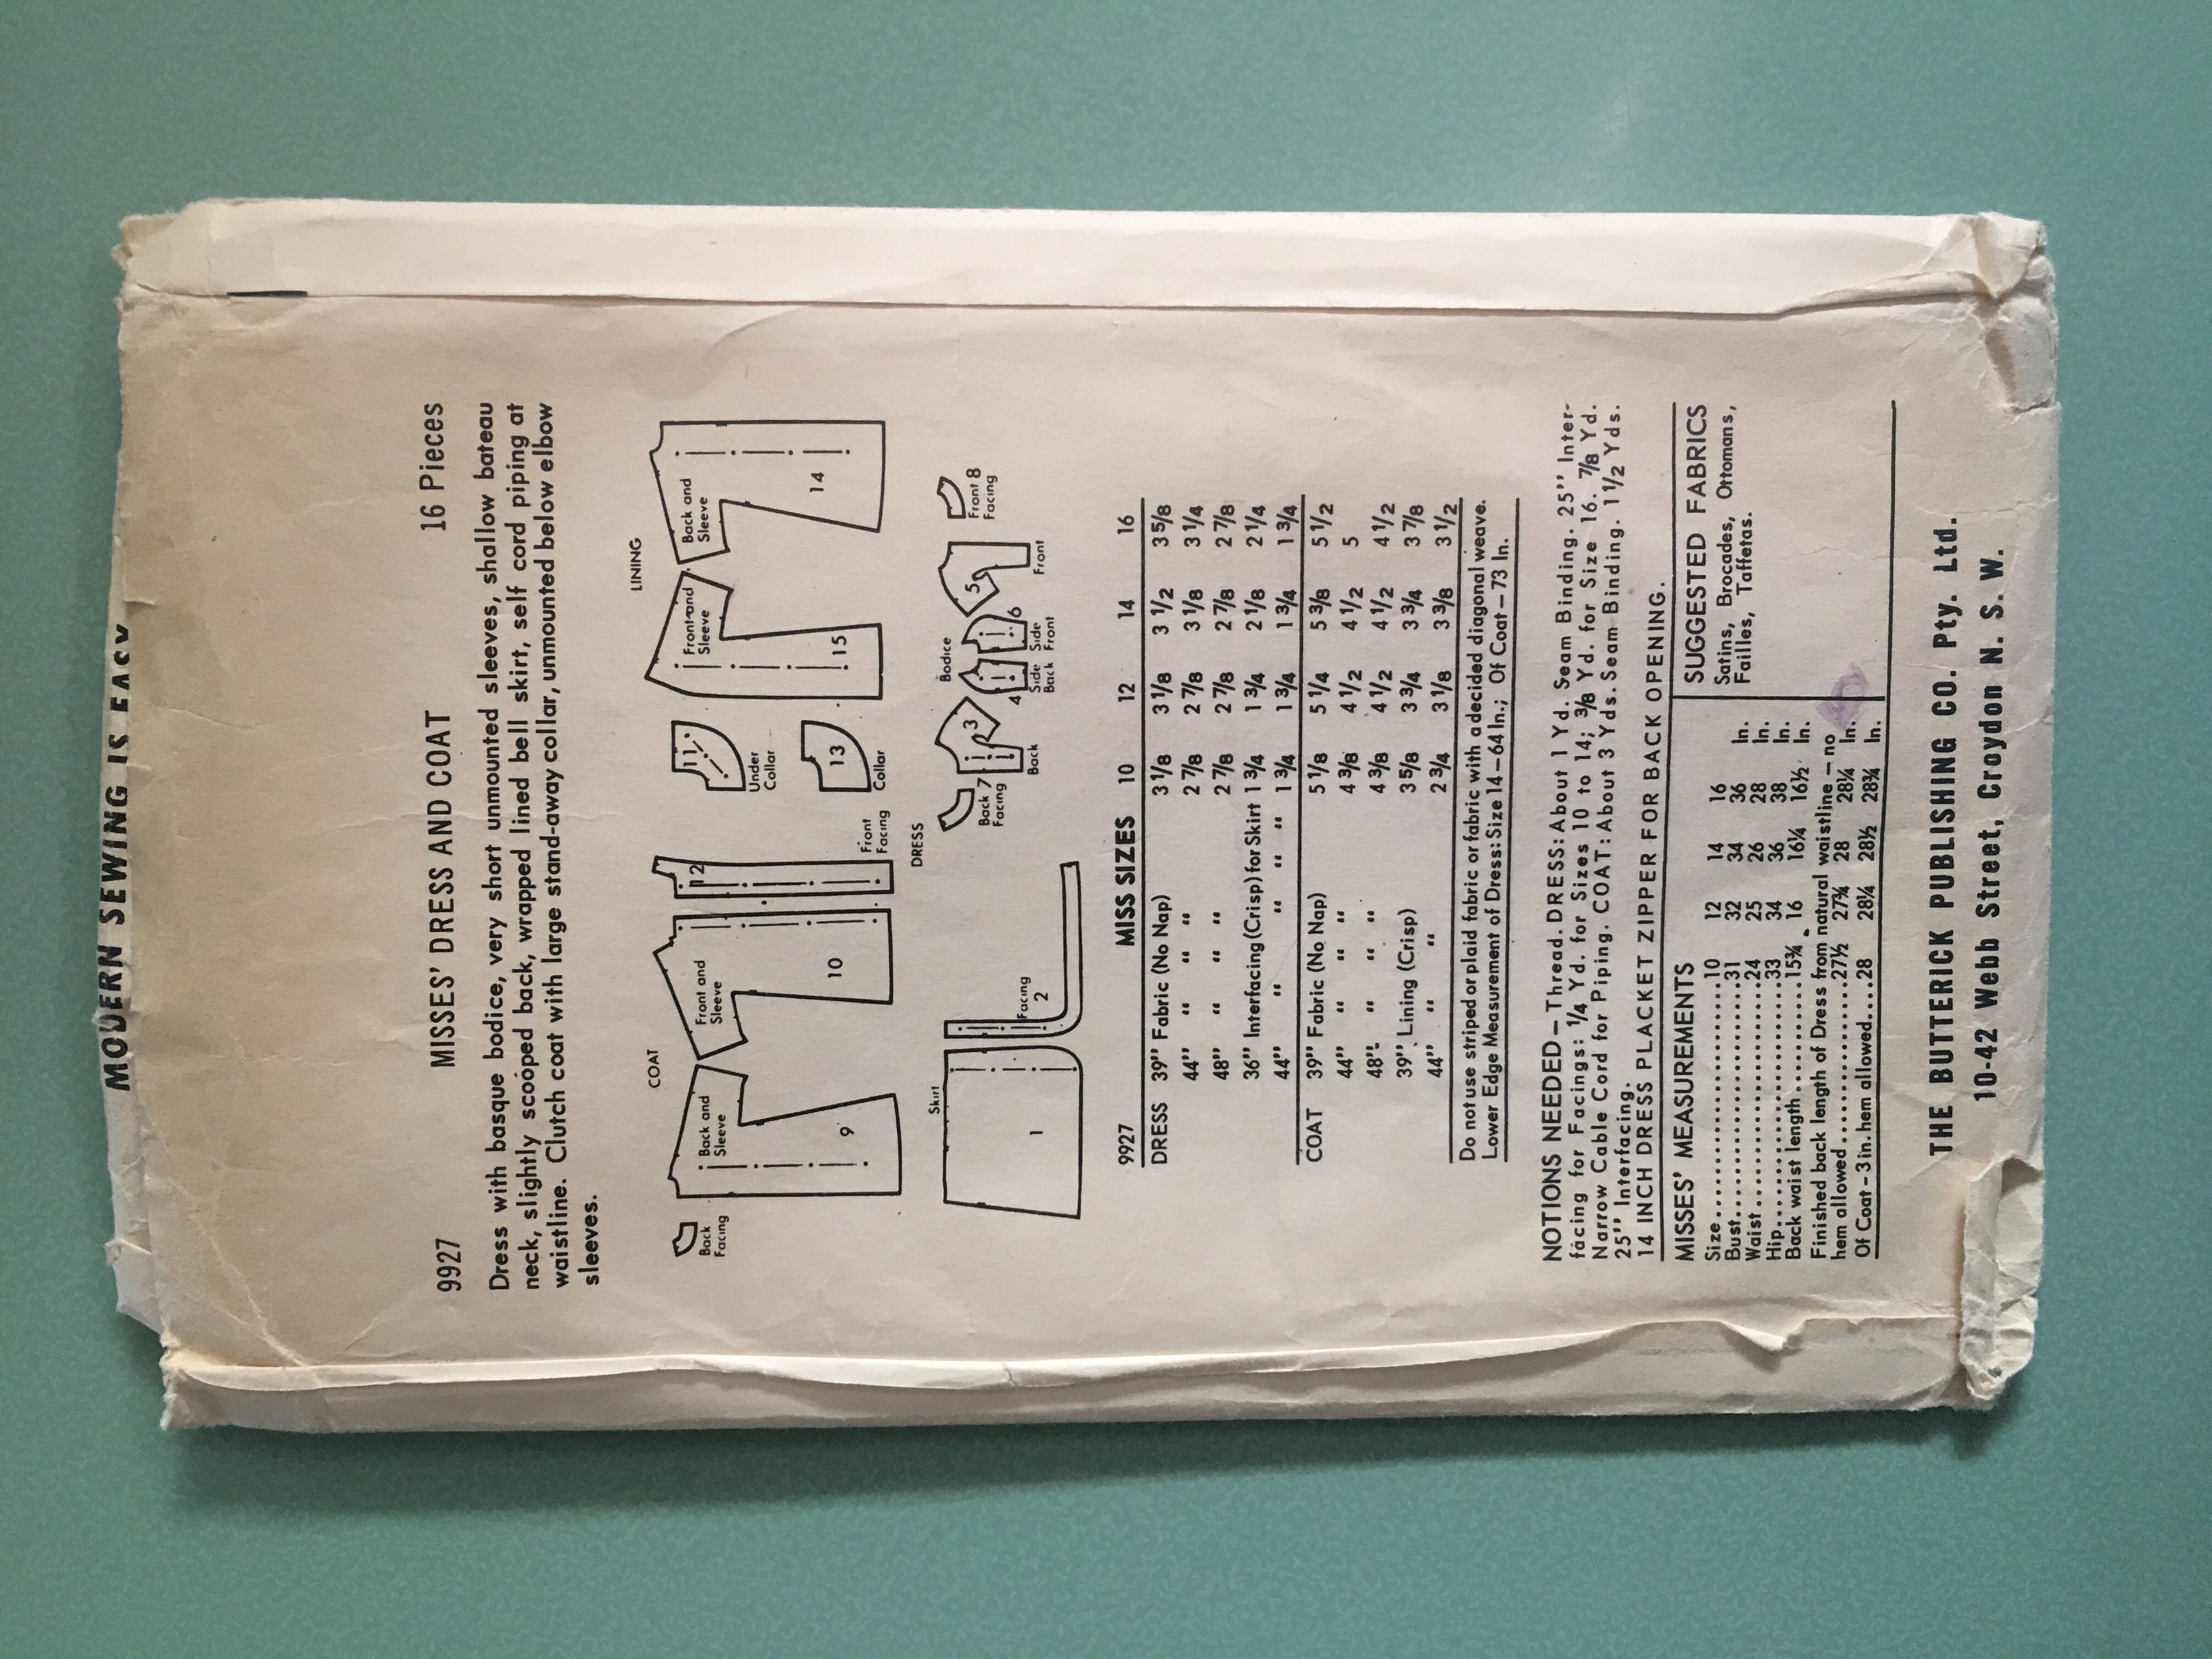 MODERN SEWING IS EASY
9927 MISSES' DRESS AND COAT 16 Pieces
Dress with basque bodice, very short unmounted sleeves, shallow bateau
neck, slightly scooped back, wrapped lined bell skirt, self cord piping at
waistline. Clutch coat with large stand-away collar, unmounted below elbow
sleeves.
COAT
LINING
Back
Facing
Back and
Sleeve
9
Front and
Sleeve
10
12
Front
Facing
11
Under
Collar
13
Collar
Front and
Sleeve
15
Back and
Sleeve
14
DRESS
Skirt
1
Facing
2
Bodice
Back 7
Facing
3
Back
4
Side
Back
6
Side
Front
5
Front
Front 8
Facing
9927 MISS SIZES 10 12 14 16
DRESS 39" Fabric (No Nap) 3 1/8 3 1/8 3 1/2 3 5/8
44" " " " 2 7/8 2 7/8 3 1/8 3 1/4
48" " " " 2 7/8 2 7/8 2 7/8 2 7/8
36" Interfacing (Crisp) for Skirt 1 3/4 1 3/4 2 1/8 2 1/4
44" " " " " 1 3/4 1 3/4 1 3/4 1 3/4
COAT 39" Fabric (No Nap) 5 1/8 5 1/4 5 3/8 5 1/2
44" " " " 4 3/8 4 1/2 4 1/2 5
48" " " " 4 3/8 4 1/2 4 1/2 4 1/2
39" Lining (Crisp) 3 5/8 3 3/4 3 3/4 3 7/8
44" " " 2 3/4 3 1/8 3 3/8 3 1/2
Do not use striped or plaid fabric or fabric with a decided diagonal weave.
Lower Edge Measurement of Dress: Size 14–64 In.; Of Coat–73 In.
NOTIONS NEEDED – Thread. DRESS: About 1 Yd. Seam Binding. 25" Inter-
facing for Facings: 1/4 Yd. for Sizes 10 to 14; 3/8 Yd. for Size 16. 7/8 Yd.
Narrow Cable Cord for Piping. COAT: About 3 Yds. Seam Binding. 1 1/2 Yds.
25" Interfacing.
14 INCH DRESS PLACKET ZIPPER FOR BACK OPENING.
MISSES' MEASUREMENTS
Size 10 12 14 16
Bust 31 32 34 36 In.
Waist 24 25 26 28 In.
Hip 33 34 36 38 In.
Back waist length 15¾ 16 16¼ 16½ In.
Finished back length of Dress from natural waistline – no
hem allowed 27½ 27¾ 28 28¼ In.
Of Coat – 3 in. hem allowed 28 28¼ 28½ 28¾ In.
SUGGESTED FABRICS
Satins, Brocades, Ottomans,
Failles, Taffetas.
THE BUTTERICK PUBLISHING CO. Pty. Ltd.
10-42 Webb Street, Croydon N. S. W.